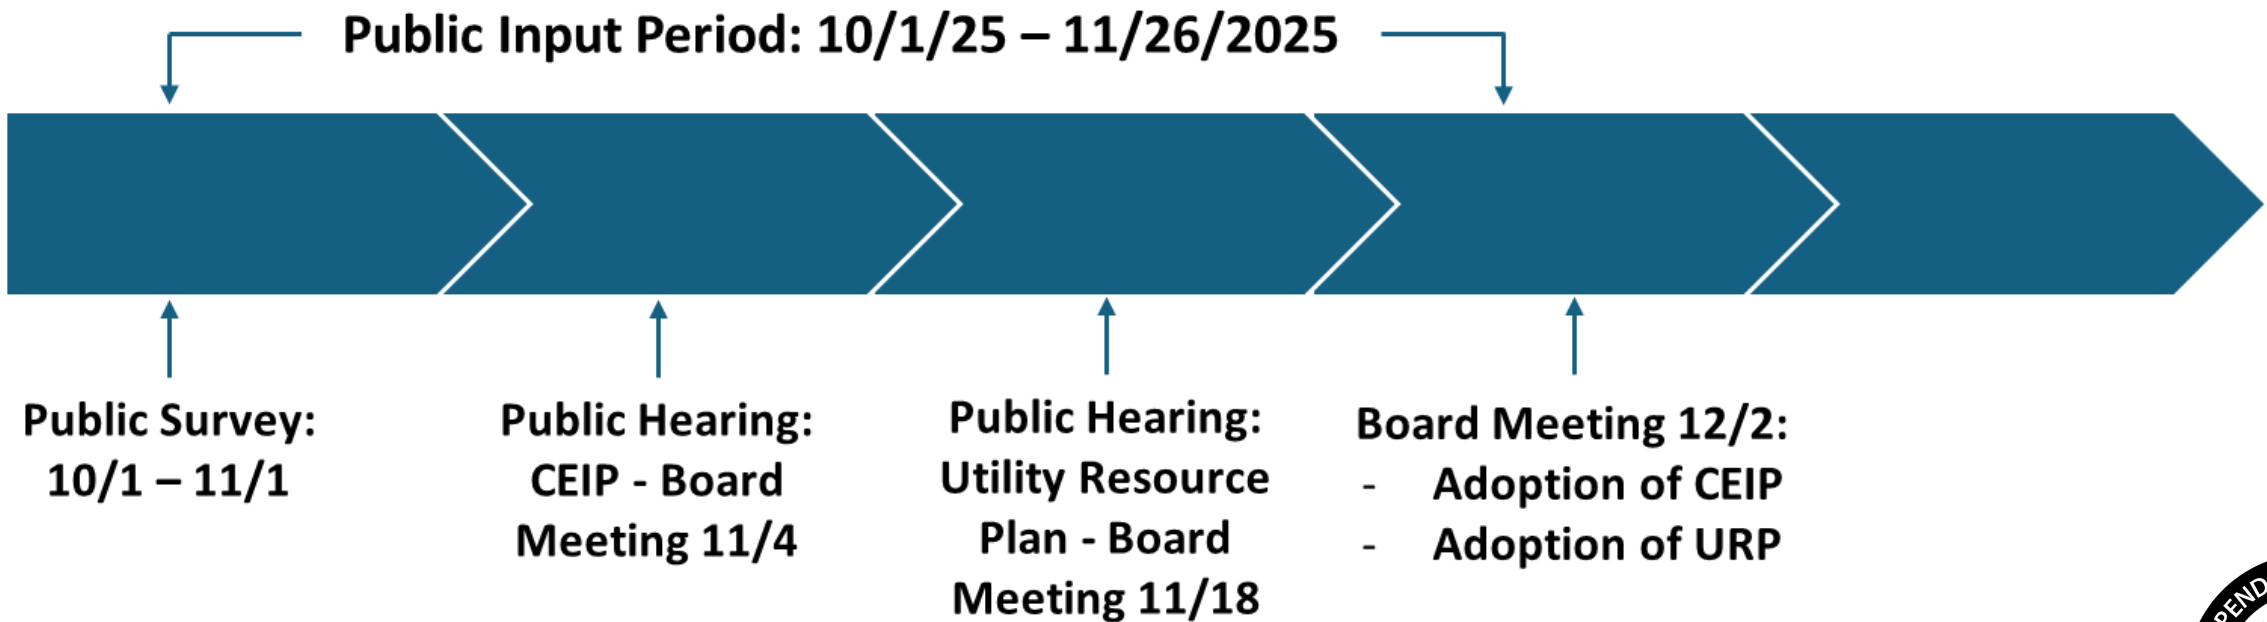 Public Input Period: 10/1/25 – 11/26/2025
Public Survey:
10/1 – 11/1
Public Hearing:
CEIP - Board
Meeting 11/4
Public Hearing:
Utility Resource
Plan - Board
Meeting 11/18
Board Meeting 12/2:
- Adoption of CEIP
- Adoption of URP